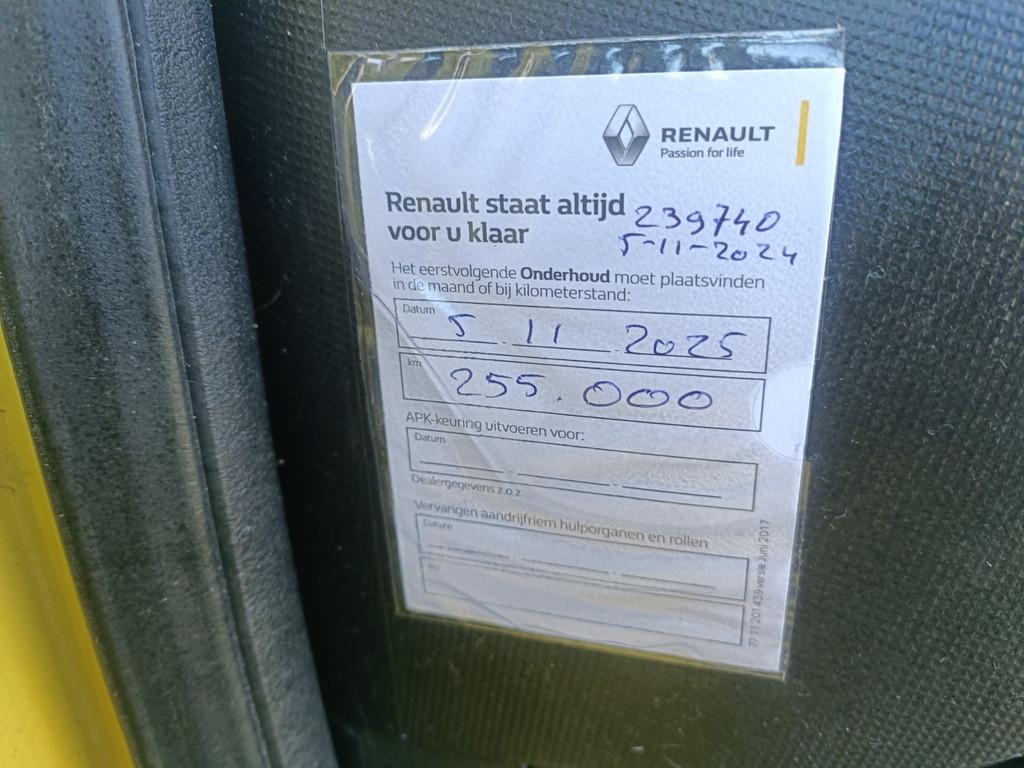 RENAULT
Passion for life
Renault staat altijd
voor u klaar
239740
5-11-2024
Het eerstvolgende Onderhoud moet plaatsvinden
in de maand of bij kilometerstand:
Datum
5 11 2025
km
255.000
APK-keuring uitvoeren voor:
Datum
Dealergegevens z.o.z.
Vervangen aandrijfriem hulporganen en rollen
Datum
77 11 201 439 versie Juni 2017